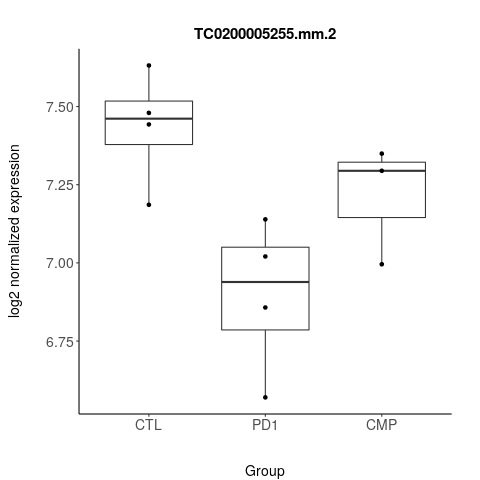 TC0200005255.mm.2
log2 normalized expression
7.50
7.25
7.00
6.75
CTL
PD1
CMP
Group